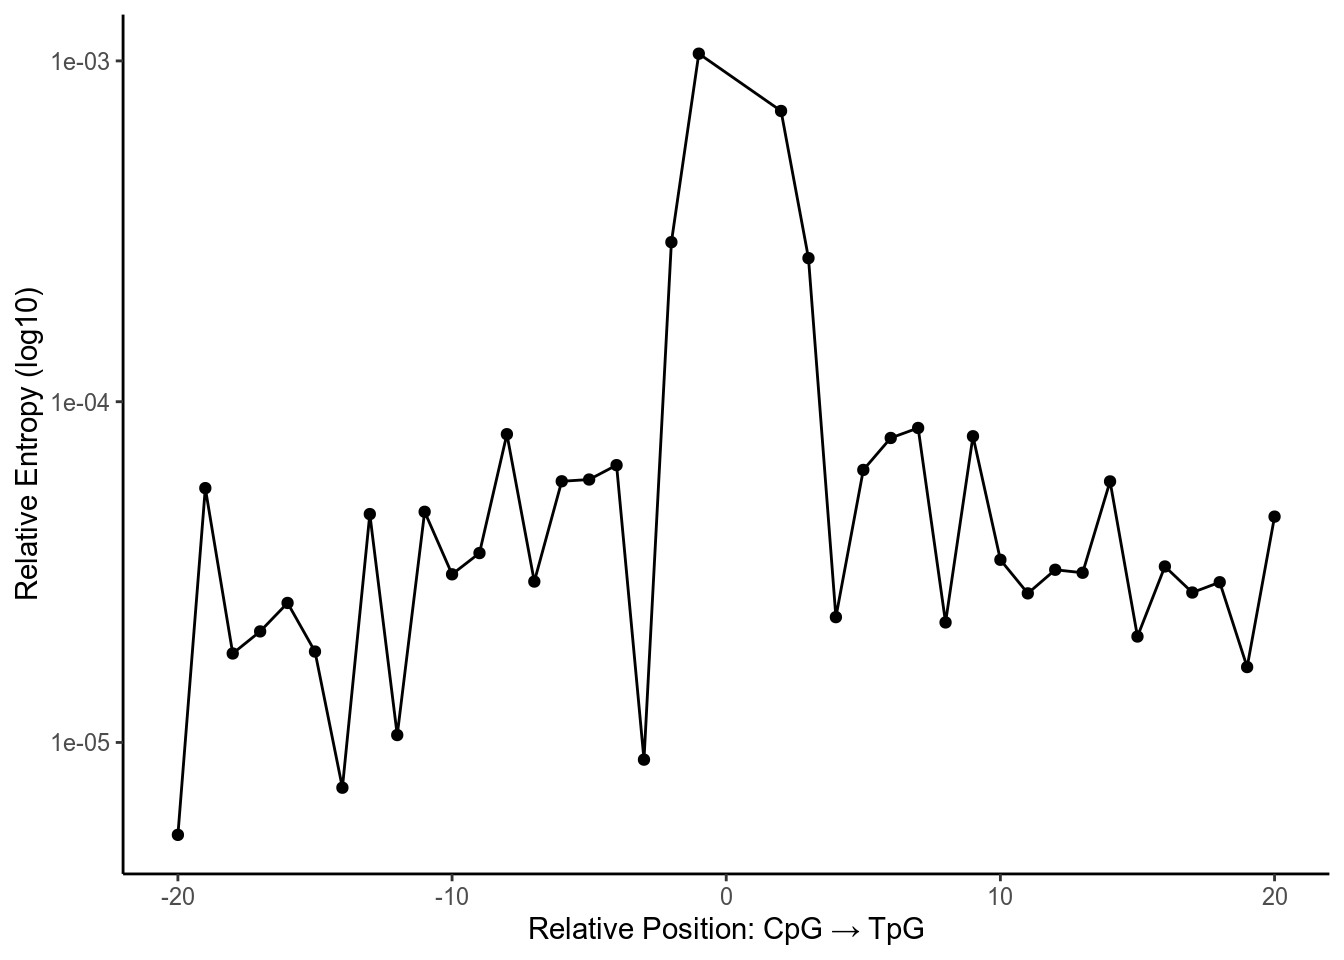 Relative Entropy (log10)
1e-03
1e-04
1e-05
-20 -10 0 10 20
Relative Position: CpG → TpG